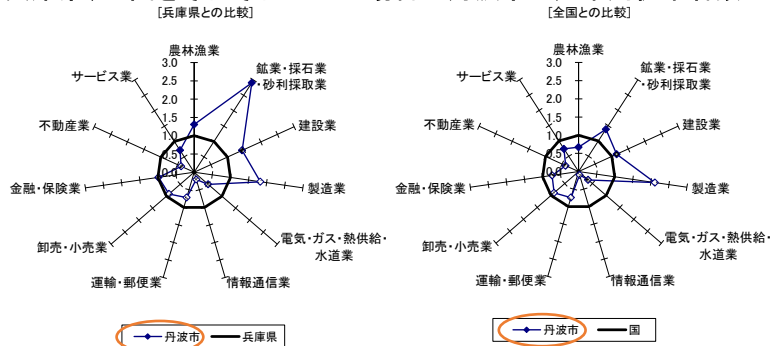 [兵庫県との比較]
農林漁業
鉱業・採石業
・砂利採取業
建設業
製造業
電気・ガス・熱供給・
水道業
情報通信業
運輸・郵便業
卸売・小売業
金融・保険業
不動産業
サービス業
3.0
2.5
2.0
1.5
1.0
0.5
0.0
丹波市
兵庫県
[全国との比較]
農林漁業
鉱業・採石業
・砂利採取業
建設業
製造業
電気・ガス・熱供給・
水道業
情報通信業
運輸・郵便業
卸売・小売業
金融・保険業
不動産業
サービス業
3.0
2.5
2.0
1.5
1.0
0.5
0.0
丹波市
国